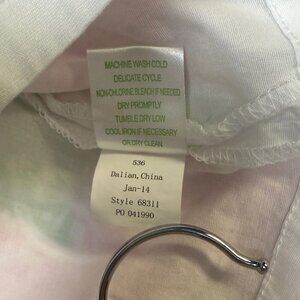 MACHINE WASH COLD
DELICATE CYCLE
NON-CHLORINE BLEACH IF NEEDED
DRY PROMPTLY
TUMBLE DRY LOW
COOL IRON IF NECESSARY
OR DRY CLEAN
536
Dalian, China
Jan-14
Style 68311
PO 041990